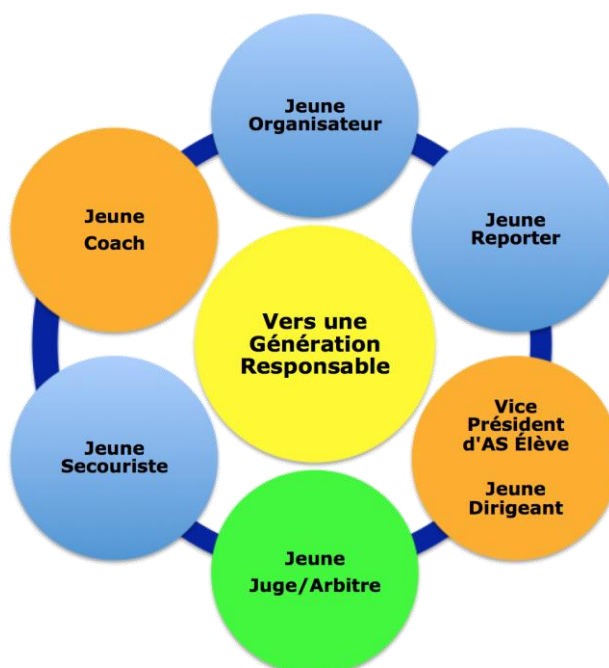 Jeune
Organisateur
Jeune
Coach
Jeune
Reporter
Vers une
Génération
Responsable
Jeune
Secouriste
Vice
Président
d'AS Élève
Jeune
Dirigeant
Jeune
Juge/Arbitre